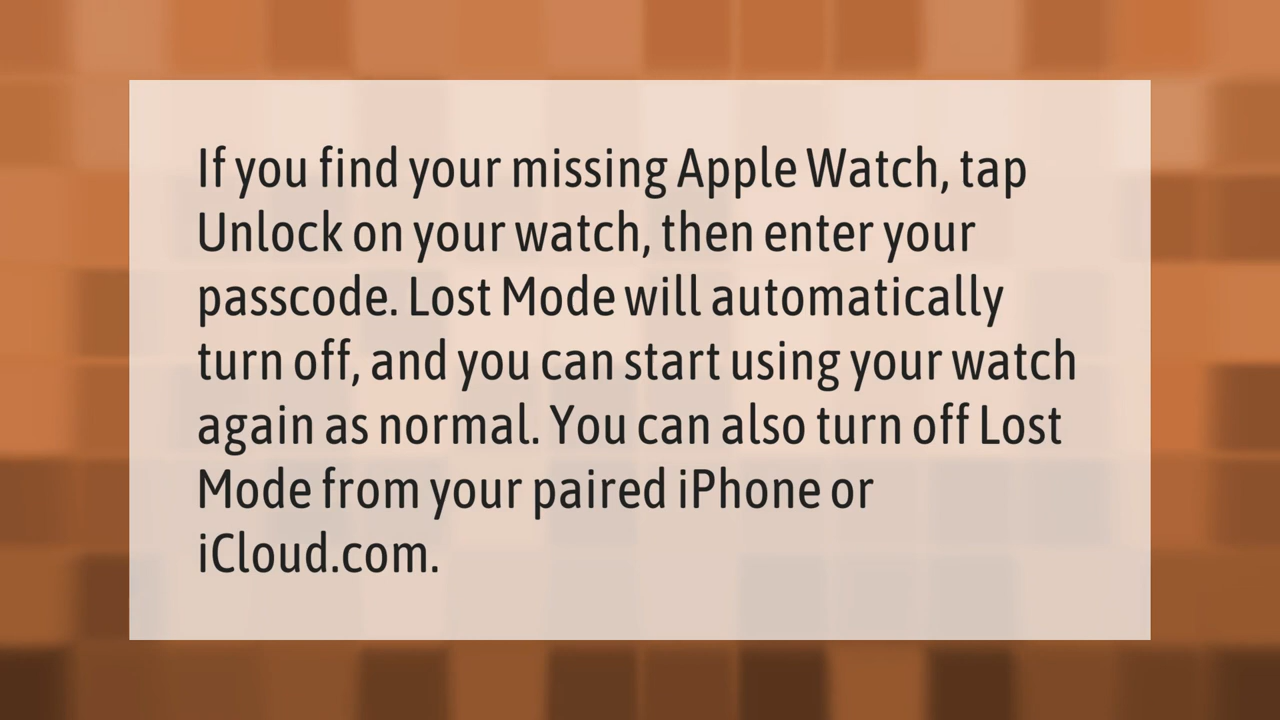 If you find your missing Apple Watch, tap
Unlock on your watch, then enter your
passcode. Lost Mode will automatically
turn off, and you can start using your watch
again as normal. You can also turn off Lost
Mode from your paired iPhone or
iCloud.com.